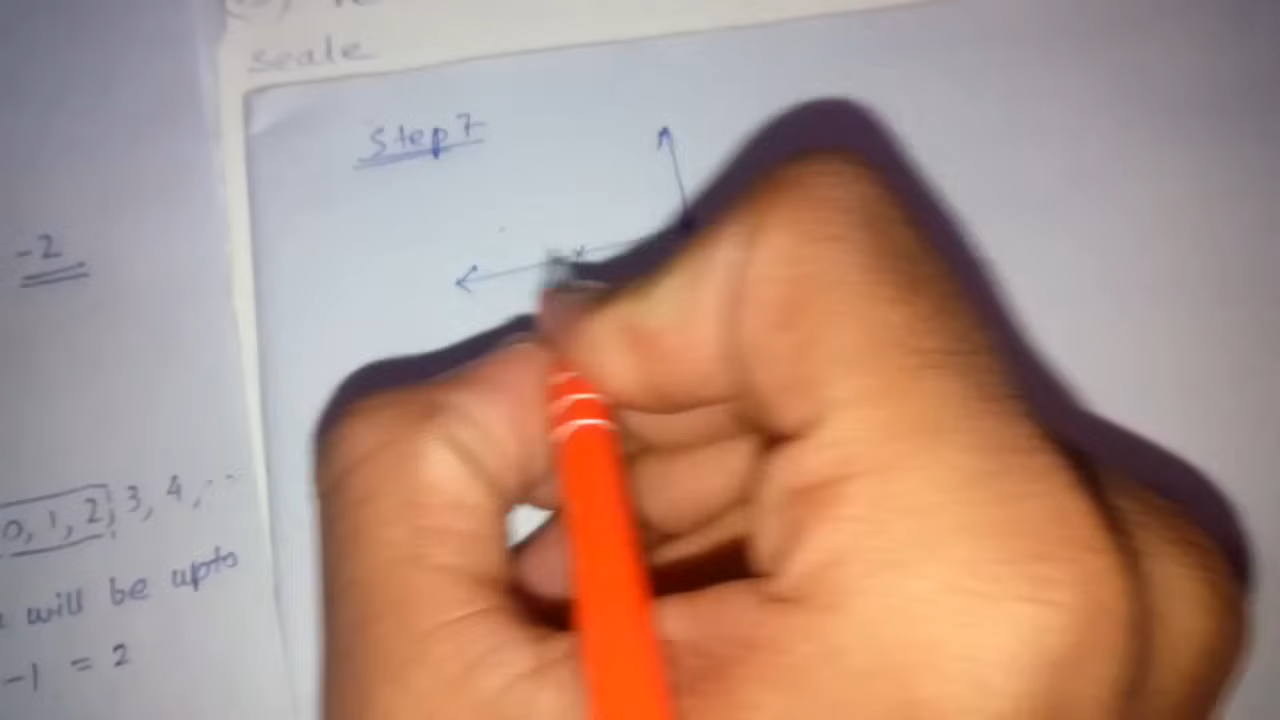 scale
Step 7
-2
0, 1, 2, 3, 4, ...
will be upto
-1 = 2